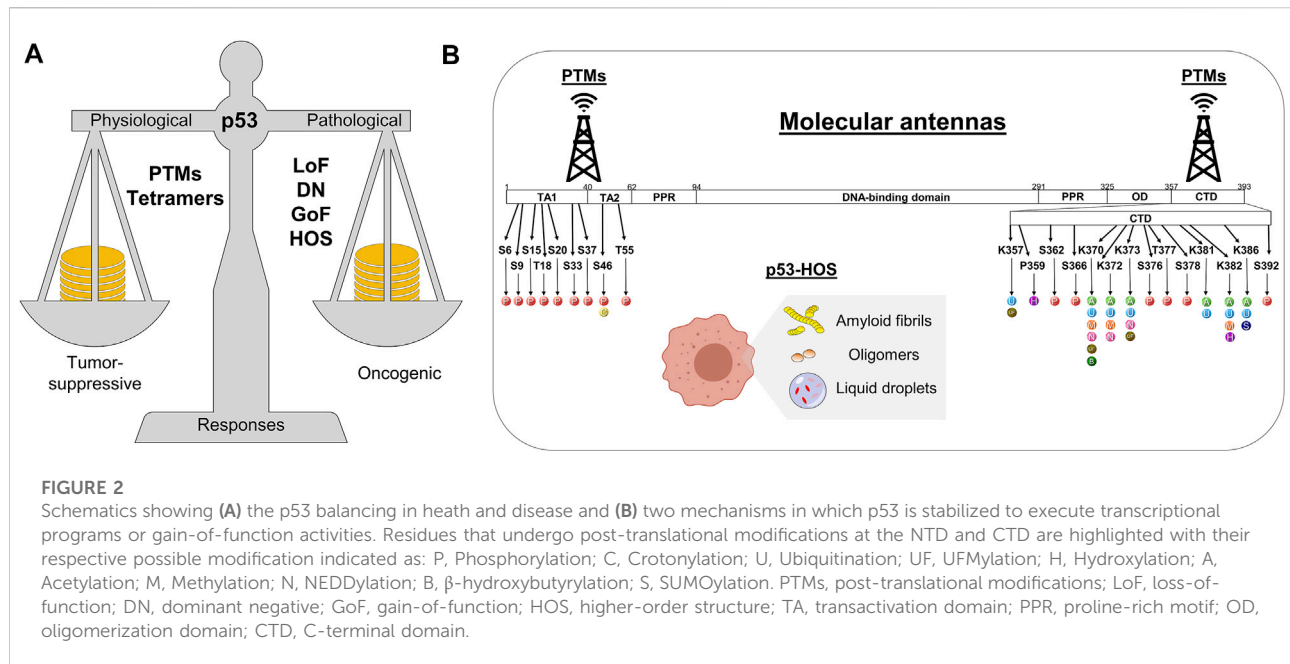 A
Physiological p53 Pathological
PTMs
Tetramers
LoF
DN
GoF
HOS
Tumor-
suppressive
Oncogenic
Responses
B
PTMs PTMs
Molecular antennas
1 40 62 94 291 325 357 393
TA1 TA2 PPR DNA-binding domain PPR OD CTD
CTD
S6 S15 S20 S37 T55
S9 T18 S33 S46
P P P P P P P P P
C
K357 S362 K370 K373 T377 K381 K386
P359 S366 K372 S376 S378 K382 S392
U H P P A A A P P P A A A P
U U U U U U
M M N M S
N N H
B
p53-HOS
Amyloid fibrils
Oligomers
Liquid droplets
FIGURE 2
Schematics showing (A) the p53 balancing in heath and disease and (B) two mechanisms in which p53 is stabilized to execute transcriptional
programs or gain-of-function activities. Residues that undergo post-translational modifications at the NTD and CTD are highlighted with their
respective possible modification indicated as: P, Phosphorylation; C, Crotonylation; U, Ubiquitination; UF, UFMylation; H, Hydroxylation; A,
Acetylation; M, Methylation; N, NEDDylation; B, β-hydroxybutyrylation; S, SUMOylation. PTMs, post-translational modifications; LoF, loss-of-
function; DN, dominant negative; GoF, gain-of-function; HOS, higher-order structure; TA, transactivation domain; PPR, proline-rich motif; OD,
oligomerization domain; CTD, C-terminal domain.